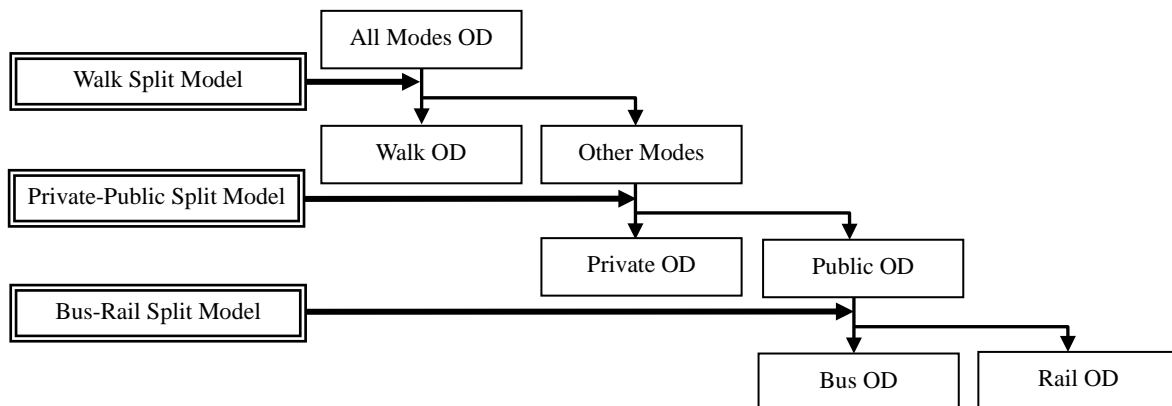 All Modes OD
Walk Split Model
Walk OD
Other Modes
Private-Public Split Model
Private OD
Public OD
Bus-Rail Split Model
Bus OD
Rail OD